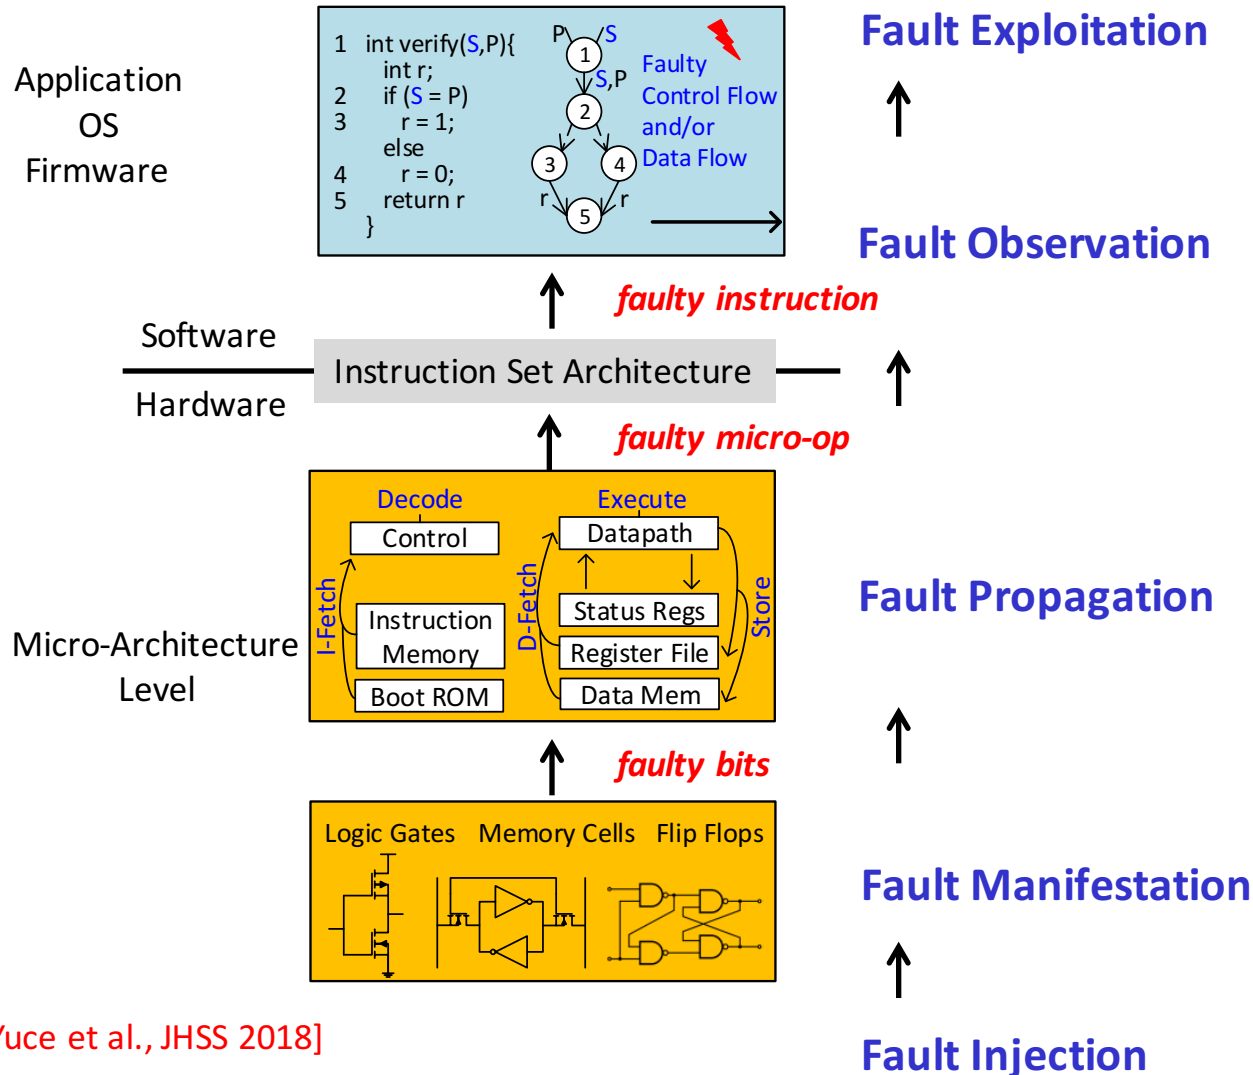 Fault Exploitation
Application
OS
Firmware
1 int verify(S,P){
int r;
2 if (S = P)
3 r = 1;
else
4 r = 0;
5 return r
}
P S
1
S,P
2
3 4
r r
5
Faulty
Control Flow
and/or
Data Flow
Fault Observation
faulty instruction
Software
Instruction Set Architecture
Hardware
faulty micro-op
Micro-Architecture
Level
Decode
Control
I-Fetch
Instruction
Memory
Boot ROM
Execute
Datapath
D-Fetch
Status Regs
Register File
Data Mem
Store
Fault Propagation
faulty bits
Logic Gates Memory Cells Flip Flops
Fault Manifestation
Yuce et al., JHSS 2018]
Fault Injection